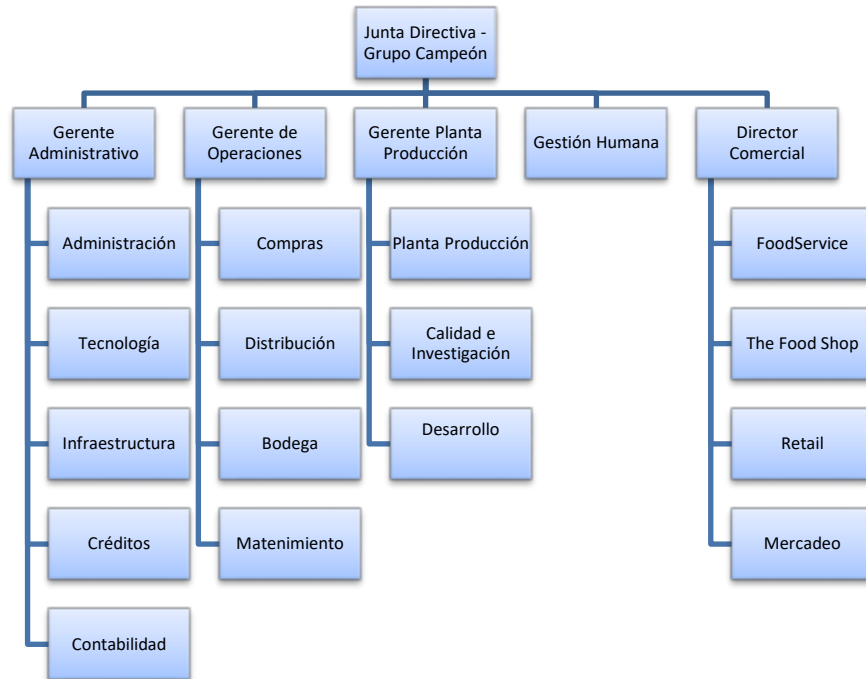 Junta Directiva -
Grupo Campeón
Gerente
Administrativo
Gerente de
Operaciones
Gerente Planta
Producción
Gestión Humana
Director
Comercial
Administración
Compras
Planta Producción
FoodService
Tecnología
Distribución
Calidad e
Investigación
The Food Shop
Infraestructura
Bodega
Desarrollo
Retail
Créditos
Matenimiento
Mercadeo
Contabilidad